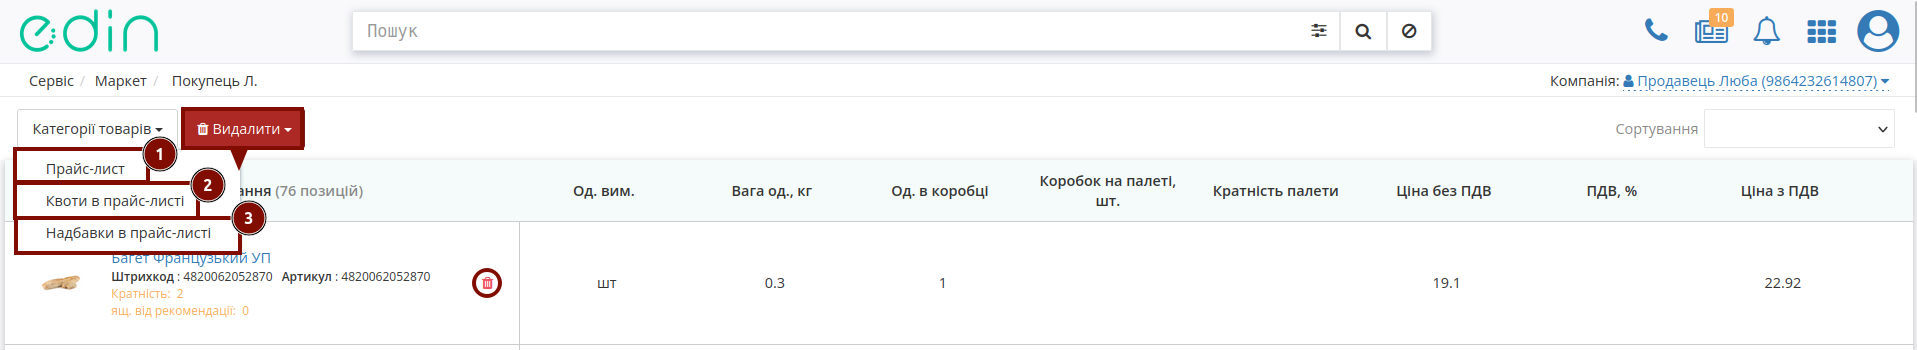 edin
Пошук
10
Сервіс / Маркет / Покупець Л.
Компанія: Продавець Люба (9864232614807)
Категорії товарів
Видалити
Сортування
1
Прайс-лист
2
Квоти в прайс-листі
3
Надбавки в прайс-листі
ання (76 позицій)
Од. вим.
Вага од., кг
Од. в коробці
Коробок на палеті,
шт.
Кратність палети
Ціна без ПДВ
ПДВ, %
Ціна з ПДВ
Багет Французький УП
Штрихкод : 4820062052870 Артикул : 4820062052870
Кратність: 2
ящ. від рекомендації: 0
шт
0.3
1
19.1
22.92